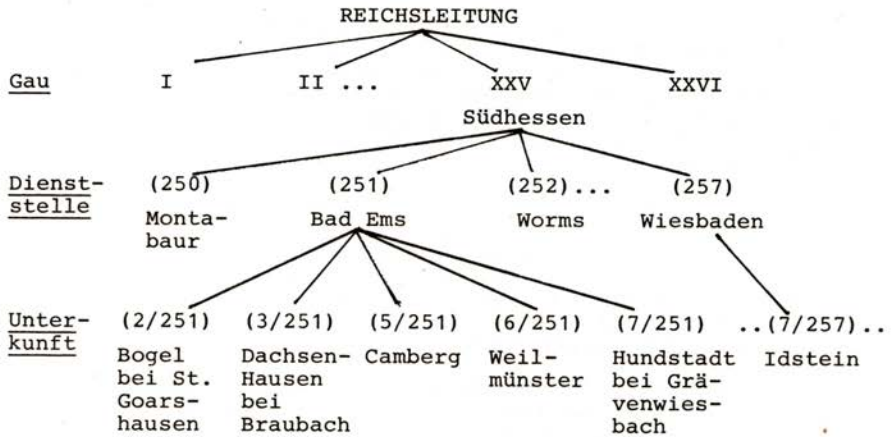 REICHSLEITUNG
Gau I II ... XXV XXVI
Südhessen
Dienst- (250) (251) (252)... (257)
stelle Monta- Bad Ems Worms Wiesbaden
baur
Unter- (2/251) (3/251) (5/251) (6/251) (7/251) ..(7/257)..
kunft Bogel Dachsen- Camberg Weil- Hundstadt Idstein
bei St. Hausen münster bei Grä-
Goars- bei venwies-
hausen Braubach bach